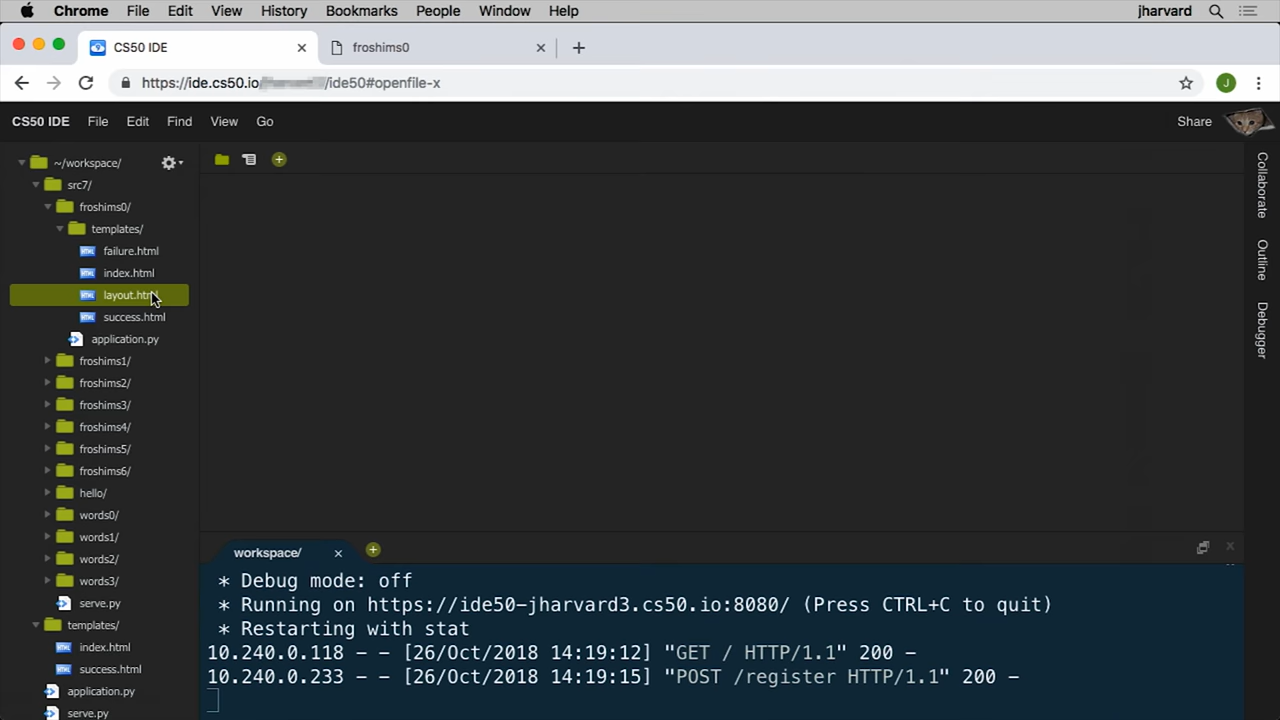 Chrome File Edit View History Bookmarks People Window Help jharvard
CS50 IDE froshims0
https://ide.cs50.io/ /ide50#openfile-x J
CS50 IDE File Edit Find View Go Share
~/workspace/
src7/
froshims0/
templates/
failure.html
index.html
layout.html
success.html
application.py
froshims1/
froshims2/
froshims3/
froshims4/
froshims5/
froshims6/
hello/
words0/
words1/
words2/
words3/
serve.py
templates/
index.html
success.html
application.py
serve.py
workspace/
* Debug mode: off
* Running on https://ide50-jharvard3.cs50.io:8080/ (Press CTRL+C to quit)
* Restarting with stat
10.240.0.118 - - [26/Oct/2018 14:19:12] "GET / HTTP/1.1" 200 -
10.240.0.233 - - [26/Oct/2018 14:19:15] "POST /register HTTP/1.1" 200 -
Collaborate
Outline
Debugger